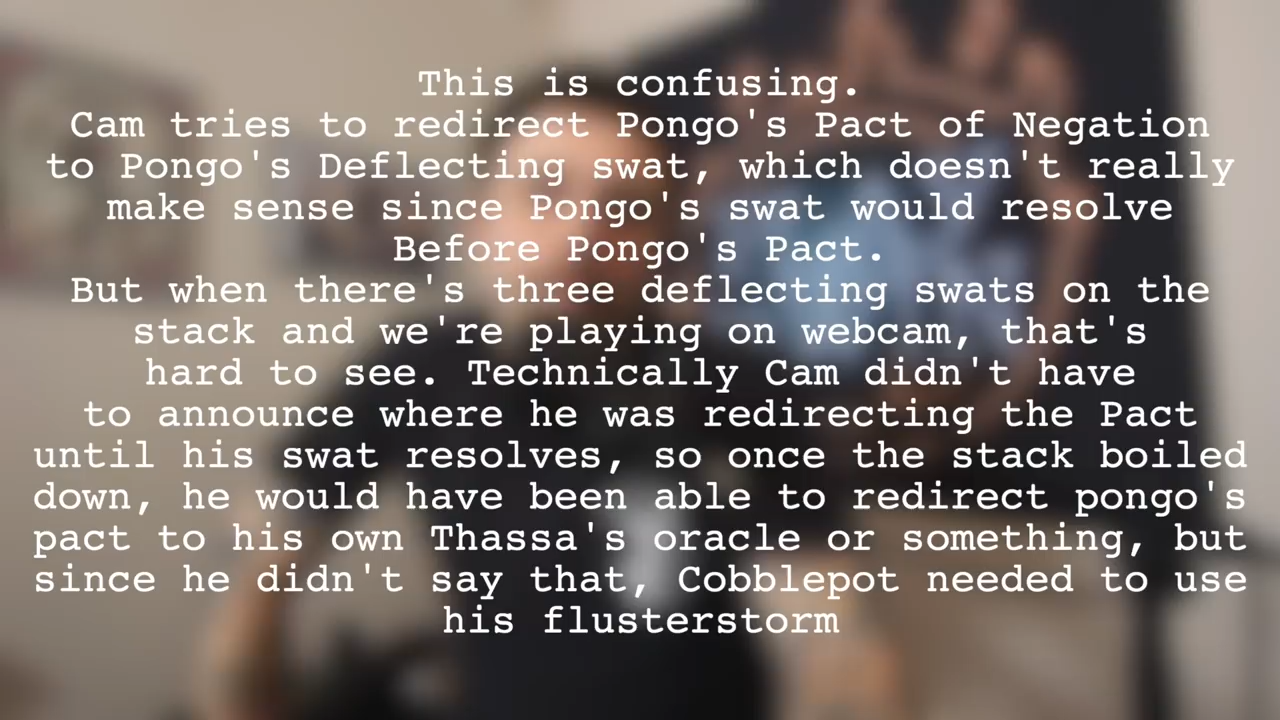 This is confusing.
Cam tries to redirect Pongo's Pact of Negation
to Pongo's Deflecting swat, which doesn't really
make sense since Pongo's swat would resolve
Before Pongo's Pact.
But when there's three deflecting swats on the
stack and we're playing on webcam, that's
hard to see. Technically Cam didn't have
to announce where he was redirecting the Pact
until his swat resolves, so once the stack boiled
down, he would have been able to redirect pongo's
pact to his own Thassa's oracle or something, but
since he didn't say that, Cobblepot needed to use
his flusterstorm